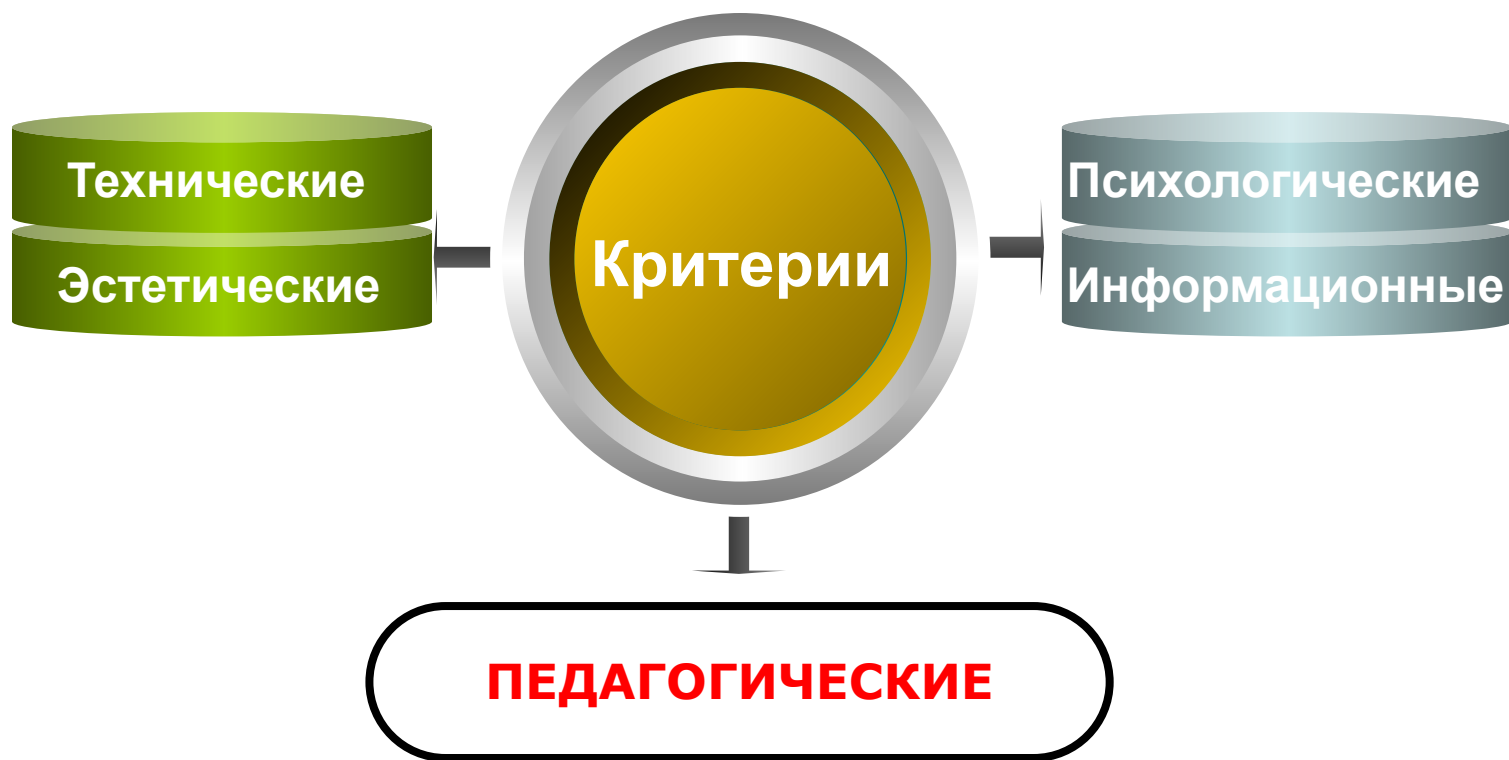 Технические
Эстетические
Критерии
Психологические
Информационные
ПЕДАГОГИЧЕСКИЕ